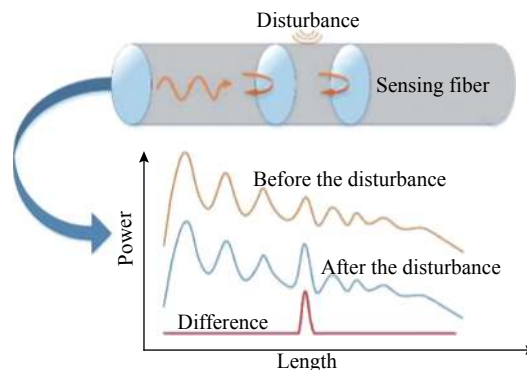 Disturbance
Sensing fiber
Before the disturbance
After the disturbance
Difference
Power
Length